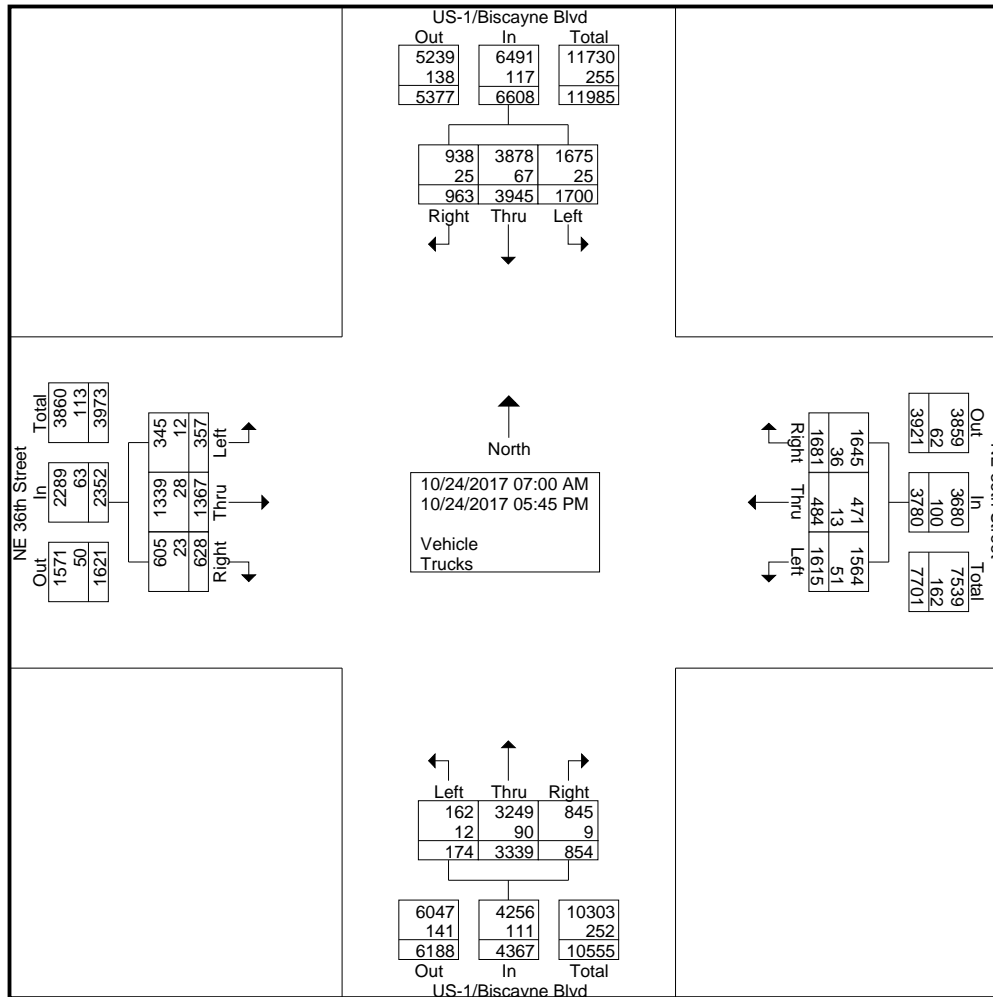 US-1/Biscayne Blvd
Out In Total
5239 6491 11730
138 117 255
5377 6608 11985
938 3878 1675
25 67 25
963 3945 1700
Right Thru Left
NE 36th Street
Total In Out
3860 2289 1571
113 63 50
3973 2352 1621
345 1339 605
12 28 23
357 1367 628
Left Thru Right
North
10/24/2017 07:00 AM
10/24/2017 05:45 PM
Vehicle
Trucks
Right Thru Left
1645 471 1564
36 13 51
1681 484 1615
Out In Total
3859 3680 7539
62 100 162
3921 3780 7701
Left Thru Right
162 3249 845
12 90 9
174 3339 854
6047 4256 10303
141 111 252
6188 4367 10555
Out In Total
US-1/Biscayne Blvd